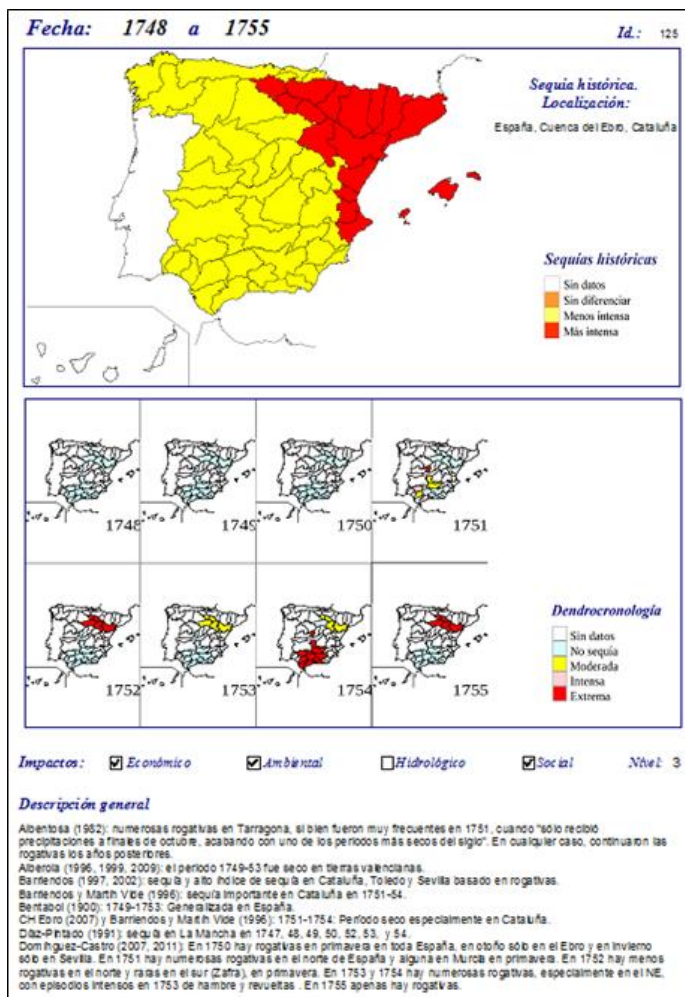 Fecha: 1748 a 1755
Id.: 125
Sequía histórica.
Localización:
España, Cuenca del Ebro, Cataluña
Sequías históricas
Sin datos
Sin diferenciar
Menos intensa
Más intensa
1748
1749
1750
1751
1752
1753
1754
1755
Dendrocronología
Sin datos
No sequía
Moderada
Intensa
Extrema
Impactos: Económico Ambiental Hidrológico Social Nivel: 3
Descripción general
Albentosa (1982): numerosas rogativas en Tarragona, si bien fueron muy frecuentes en 1751, cuando "sólo recibió
precipitaciones a finales de octubre, acabando con uno de los periodos más secos del siglo". En cualquier caso, continuaron las
rogativas los años posteriores.
Alberola (1996, 1999, 2009): el periodo 1749-53 fue seco en tierras valencianas.
Barriendos (1997, 2002): sequía y alto índice de sequía en Cataluña, Toledo y Sevilla basado en rogativas.
Barriendos y Martín Vide (1996): sequía importante en Cataluña en 1751-54.
Bentabol (1900): 1749-1753: Generalizada en España.
CH Ebro (2007) y Barriendos y Martín Vide (1996): 1751-1754: Período seco especialmente en Cataluña.
Díaz-Pintado (1991): sequía en La Mancha en 1747, 48, 49, 50, 52, 53, y 54.
Domínguez-Castro (2007, 2011): En 1750 hay rogativas en primavera en toda España, en otoño sólo en el Ebro y en invierno
sólo en Sevilla. En 1751 hay numerosas rogativas en el norte de España y alguna en Murcia en primavera. En 1752 hay menos
rogativas en el norte y raras en el sur (Zafra), en primavera. En 1753 y 1754 hay numerosas rogativas, especialmente en el NE,
con episodios intensos en 1753 de hambre y revueltas . En 1755 apenas hay rogativas.